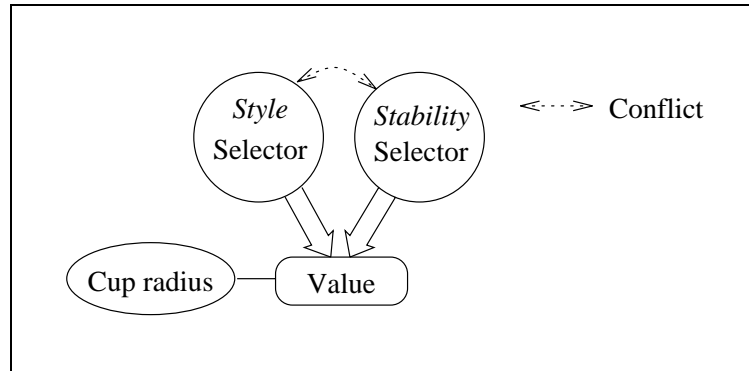 Style
Selector
Stability
Selector
Conflict
Cup radius
Value